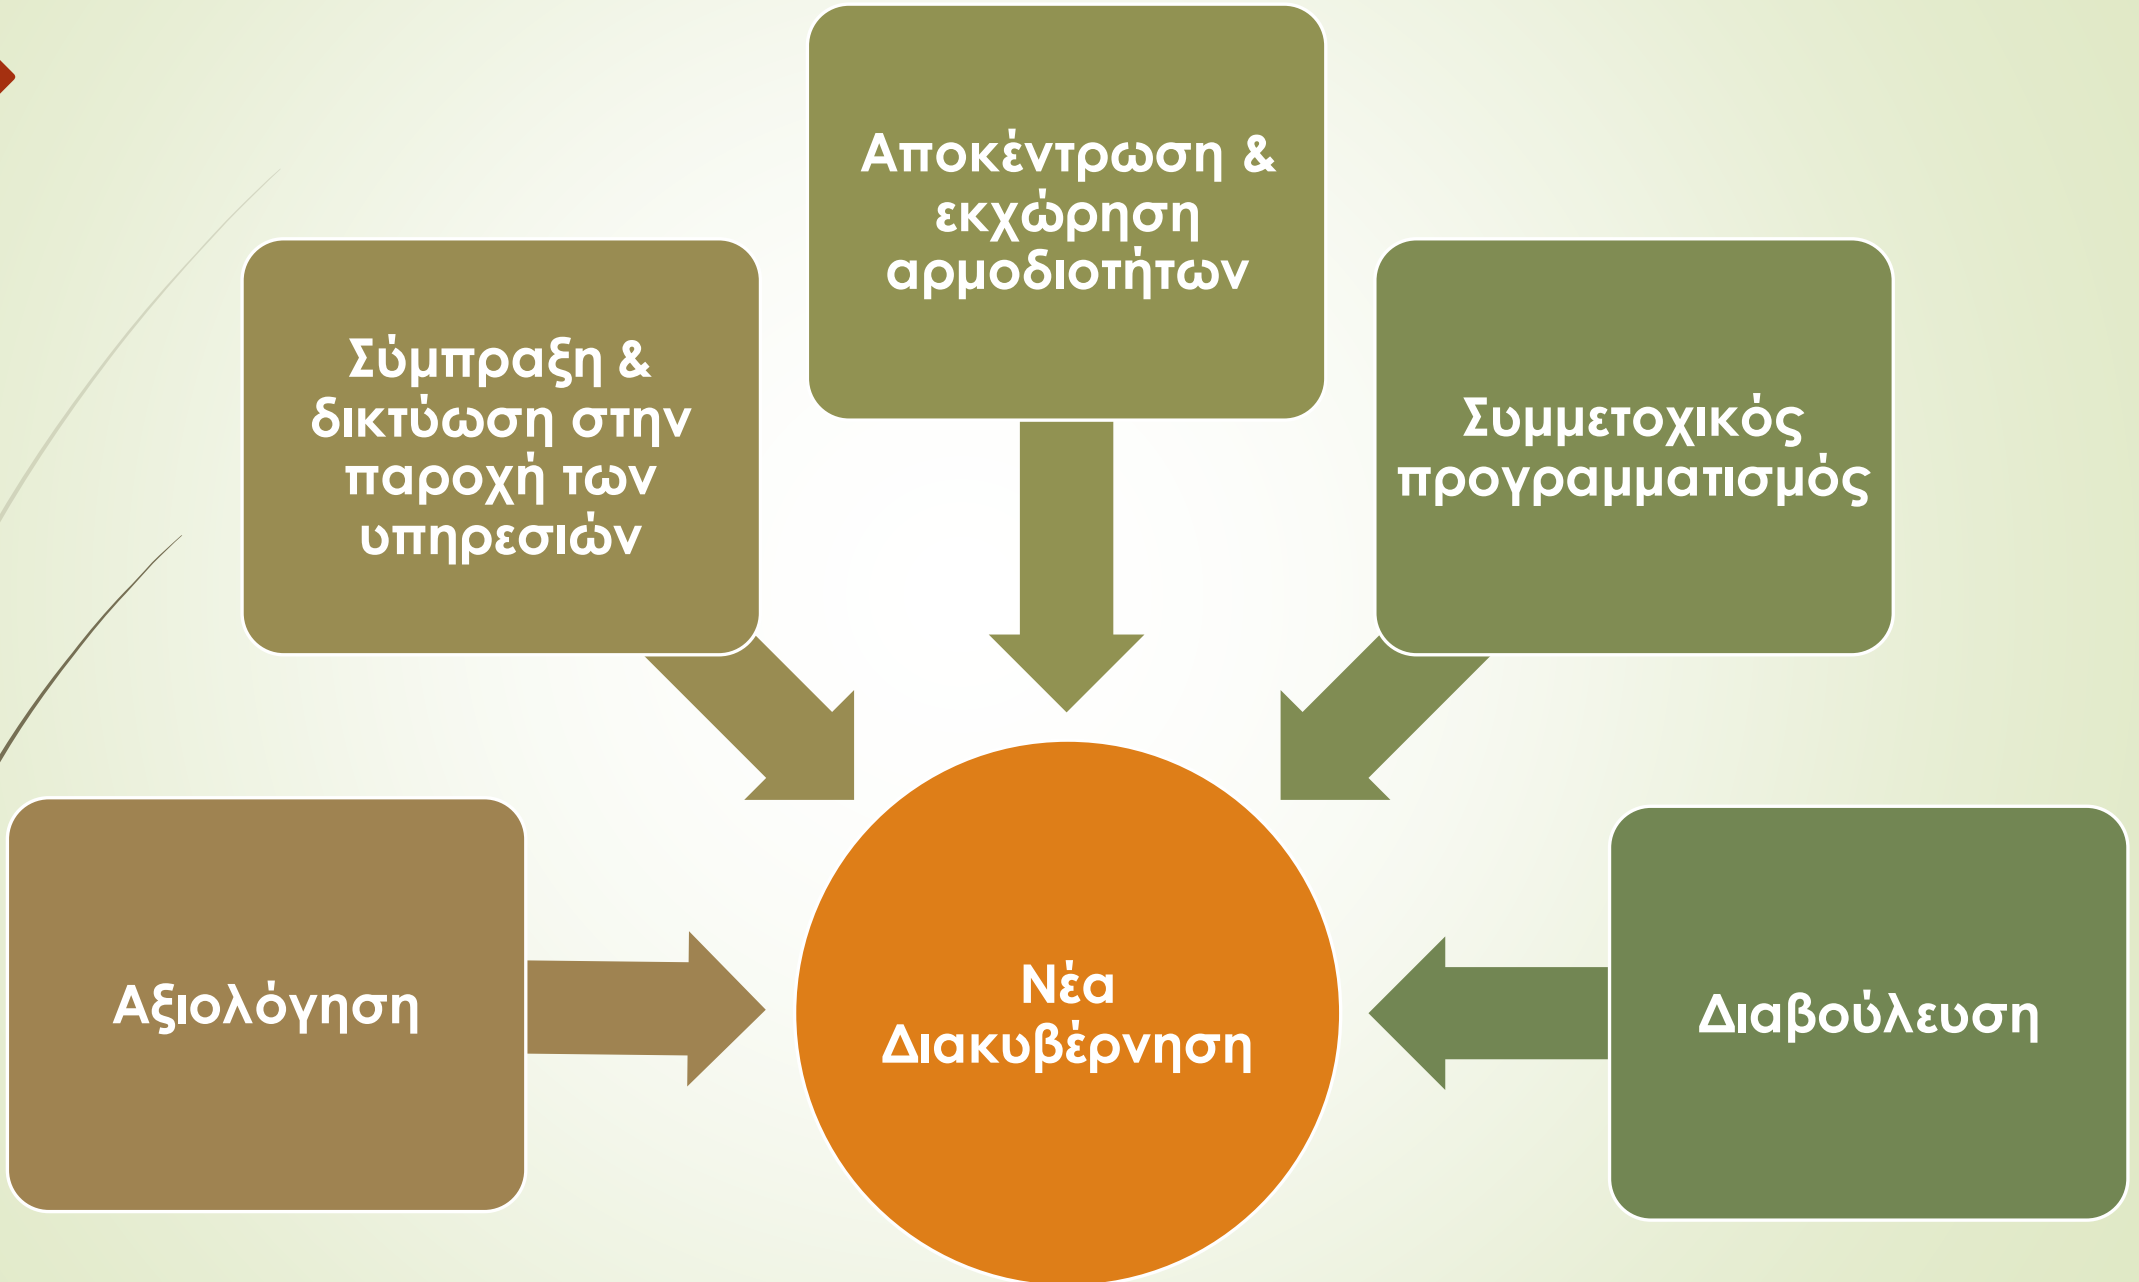 Αποκέντρωση &
εκχώρηση
αρμοδιοτήτων
Σύμπραξη &
δικτύωση στην
παροχή των
υπηρεσιών
Συμμετοχικός
προγραμματισμός
Αξιολόγηση
Νέα
Διακυβέρνηση
Διαβούλευση